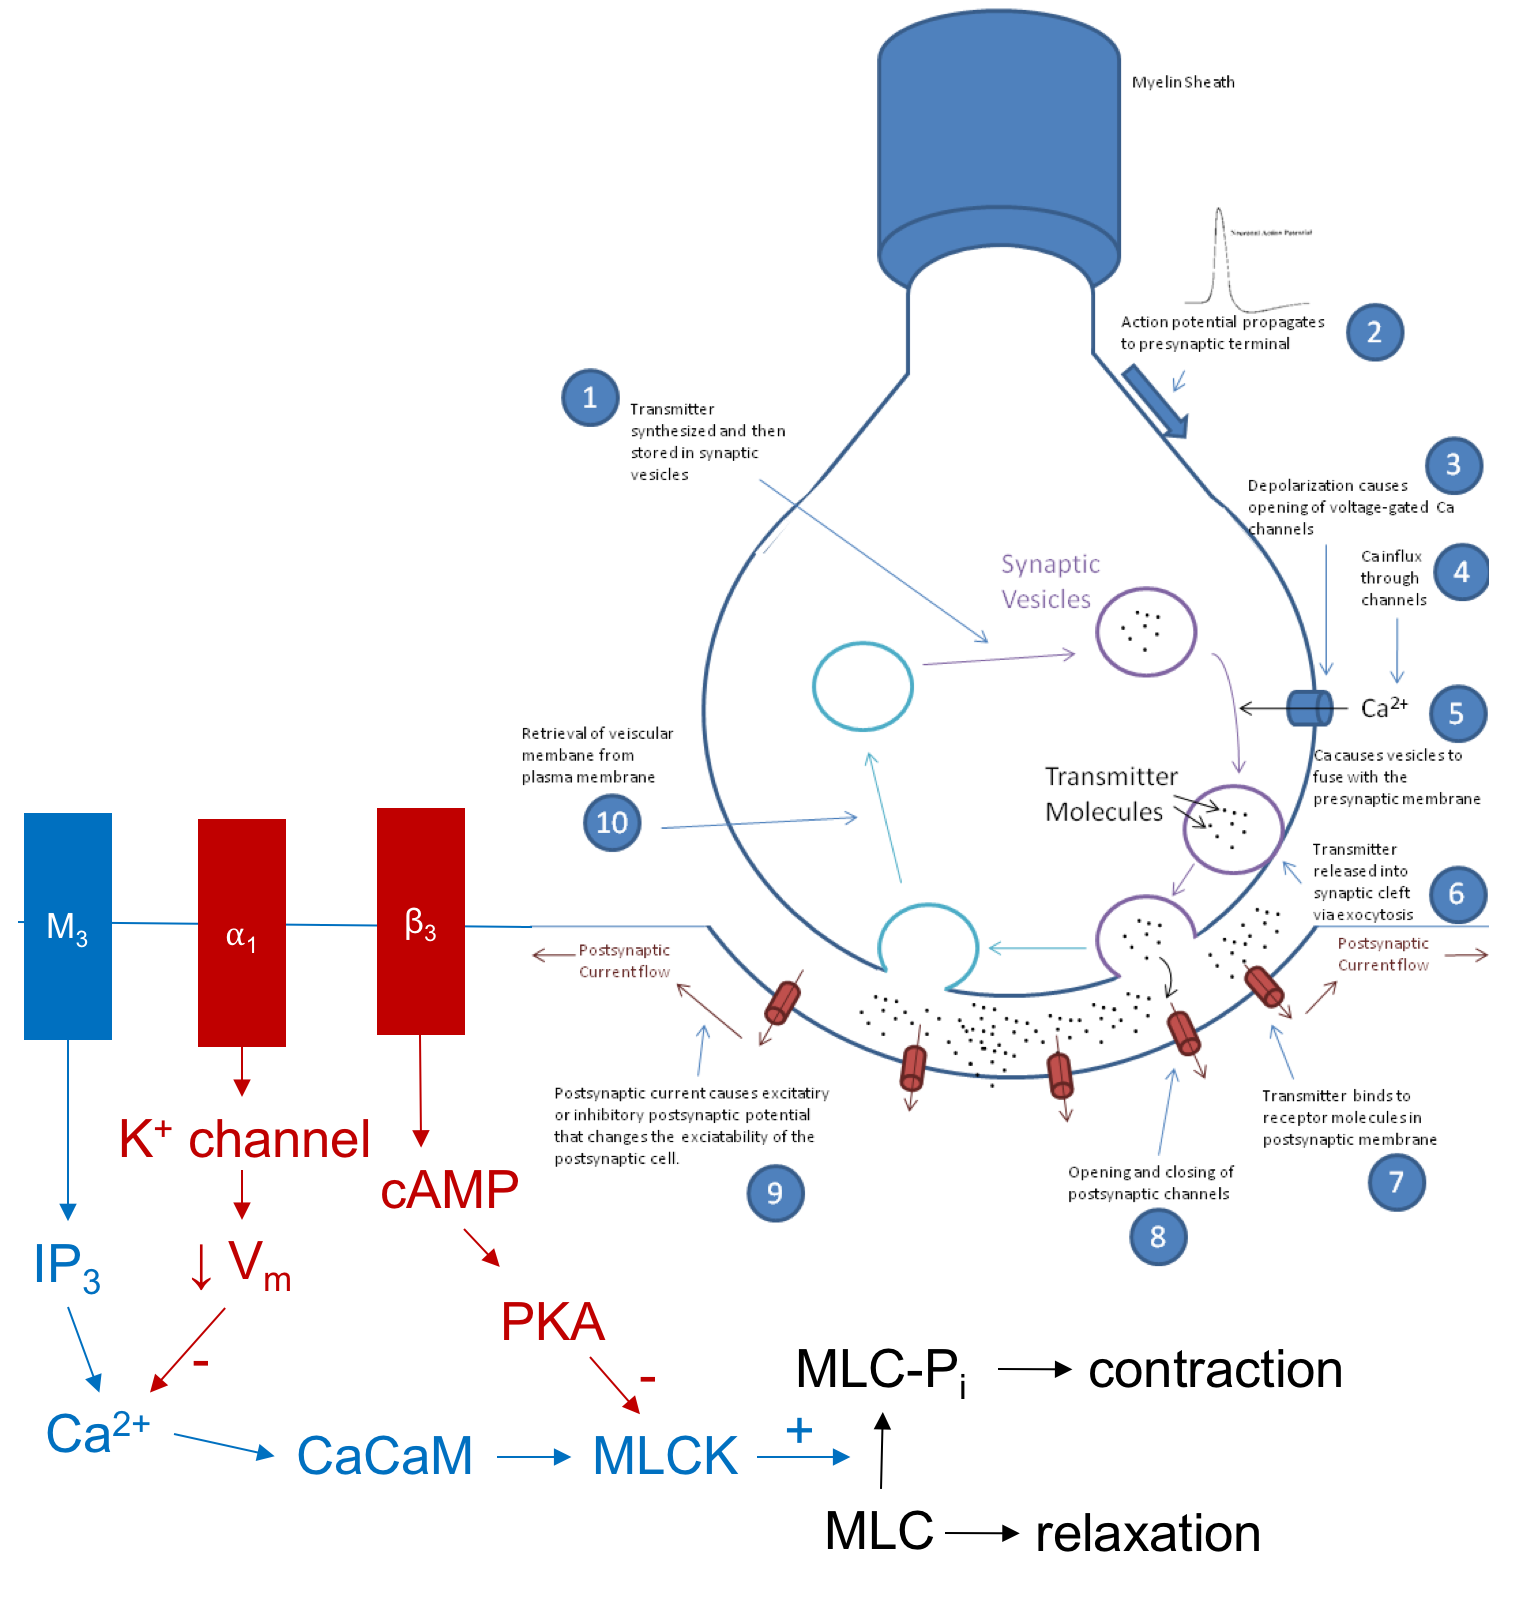 Myelin Sheath
Neuronal Action Potential
Action potential propagates
to presynaptic terminal
2
1
Transmitter
synthesized and then
stored in synaptic
vesicles
3
Depolarization causes
opening of voltage-gated Ca
channels
Ca influx
through
channels
4
Synaptic
Vesicles
Ca²⁺
5
Ca causes vesicles to
fuse with the
presynaptic membrane
Retrieval of veiscular
membane from
plasma membrane
10
Transmitter
Molecules
Transmitter
released into
synaptic cleft
via exocytosis
6
M₃
α₁
β₃
Postsynaptic
Current flow
Postsynaptic
Current flow
Postsynaptic current causes excitatiry
or inhibitory postsynaptic potential
that changes the exciatability of the
postsynaptic cell.
9
Transmitter binds to
receptor molecules in
postsynaptic membrane
7
Opening and closing of
postsynaptic channels
8
K⁺ channel
cAMP
IP₃
↓ Vₘ
-
PKA
-
Ca²⁺
CaCaM
MLCK
+
MLC-Pᵢ
contraction
MLC
relaxation